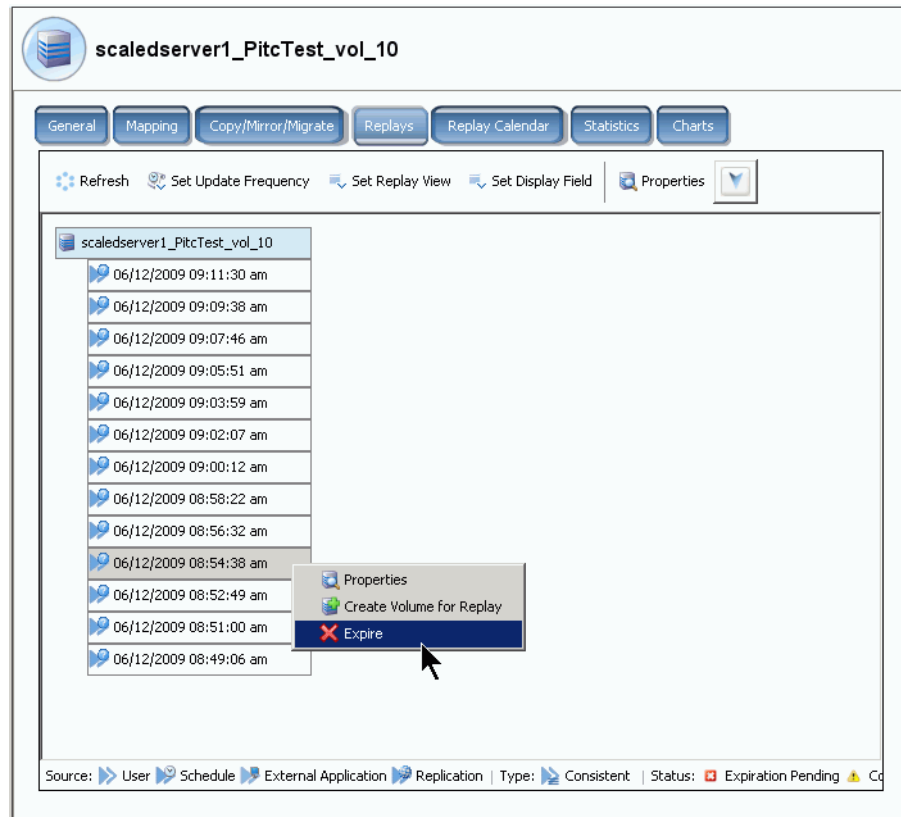 scaledserver1_PitcTest_vol_10
General Mapping Copy/Mirror/Migrate Replays Replay Calendar Statistics Charts
Refresh Set Update Frequency Set Replay View Set Display Field Properties
scaledserver1_PitcTest_vol_10
06/12/2009 09:11:30 am
06/12/2009 09:09:38 am
06/12/2009 09:07:46 am
06/12/2009 09:05:51 am
06/12/2009 09:03:59 am
06/12/2009 09:02:07 am
06/12/2009 09:00:12 am
06/12/2009 08:58:22 am
06/12/2009 08:56:32 am
06/12/2009 08:54:38 am
Properties
06/12/2009 08:52:49 am
Create Volume for Replay
06/12/2009 08:51:00 am
Expire
06/12/2009 08:49:06 am
Source: User Schedule External Application Replication | Type: Consistent | Status: Expiration Pending